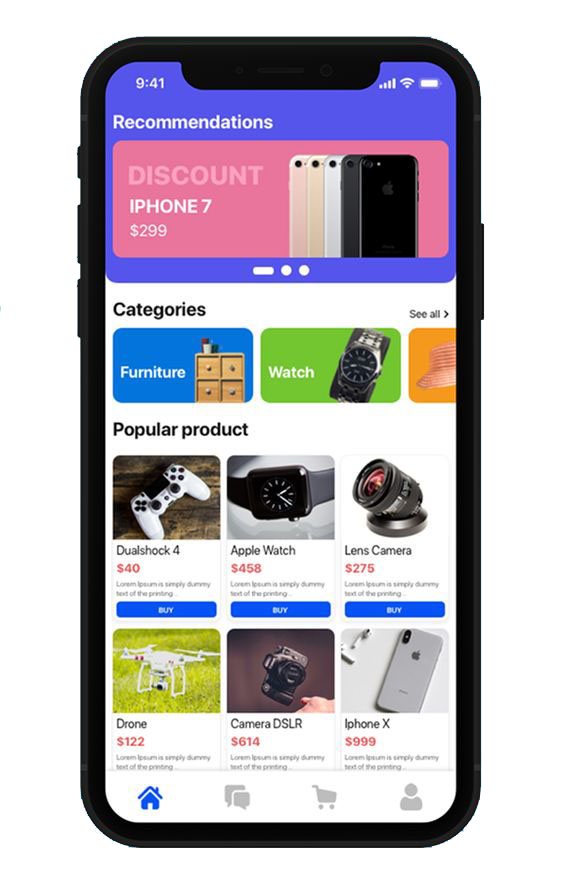 9:41
Recommendations
DISCOUNT
IPHONE 7
$299
Categories
See all
Furniture
Watch
Popular product
Dualshock 4
$40
Lorem Ipsum is simply dummy
text of the printing ..
BUY
Apple Watch
$458
Lorem Ipsum is simply dummy
text of the printing ..
BUY
Lens Camera
$275
Lorem Ipsum is simply dummy
text of the printing ..
BUY
Drone
$122
Lorem Ipsum is simply dummy
text of the printing ..
Camera DSLR
$614
Lorem Ipsum is simply dummy
text of the printing ..
Iphone X
$999
Lorem Ipsum is simply dummy
text of the printing ..